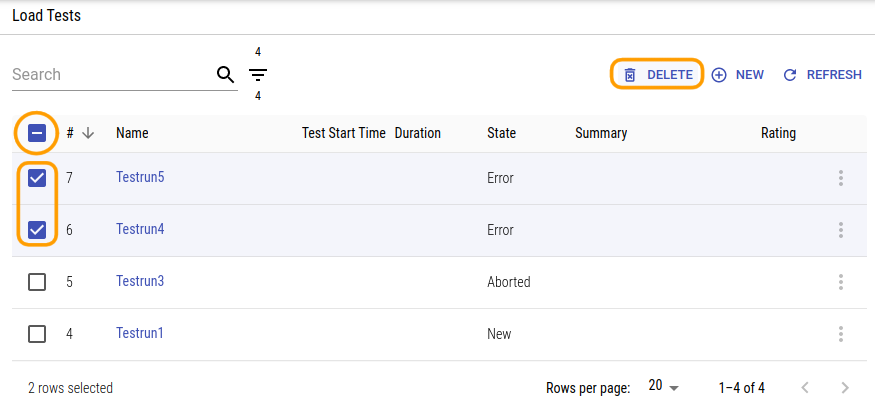 Load Tests
4
Search
4
DELETE NEW REFRESH
# Name Test Start Time Duration State Summary Rating
7 Testrun5 Error
6 Testrun4 Error
5 Testrun3 Aborted
4 Testrun1 New
2 rows selected Rows per page: 20 1–4 of 4